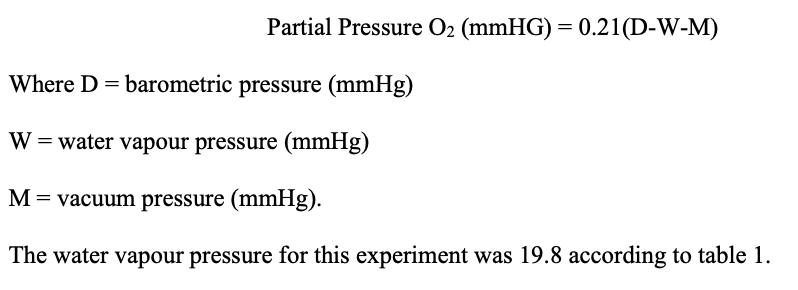 Partial Pressure O₂ (mmHG) = 0.21(D-W-M)
Where D = barometric pressure (mmHg)
W = water vapour pressure (mmHg)
M = vacuum pressure (mmHg).
The water vapour pressure for this experiment was 19.8 according to table 1.